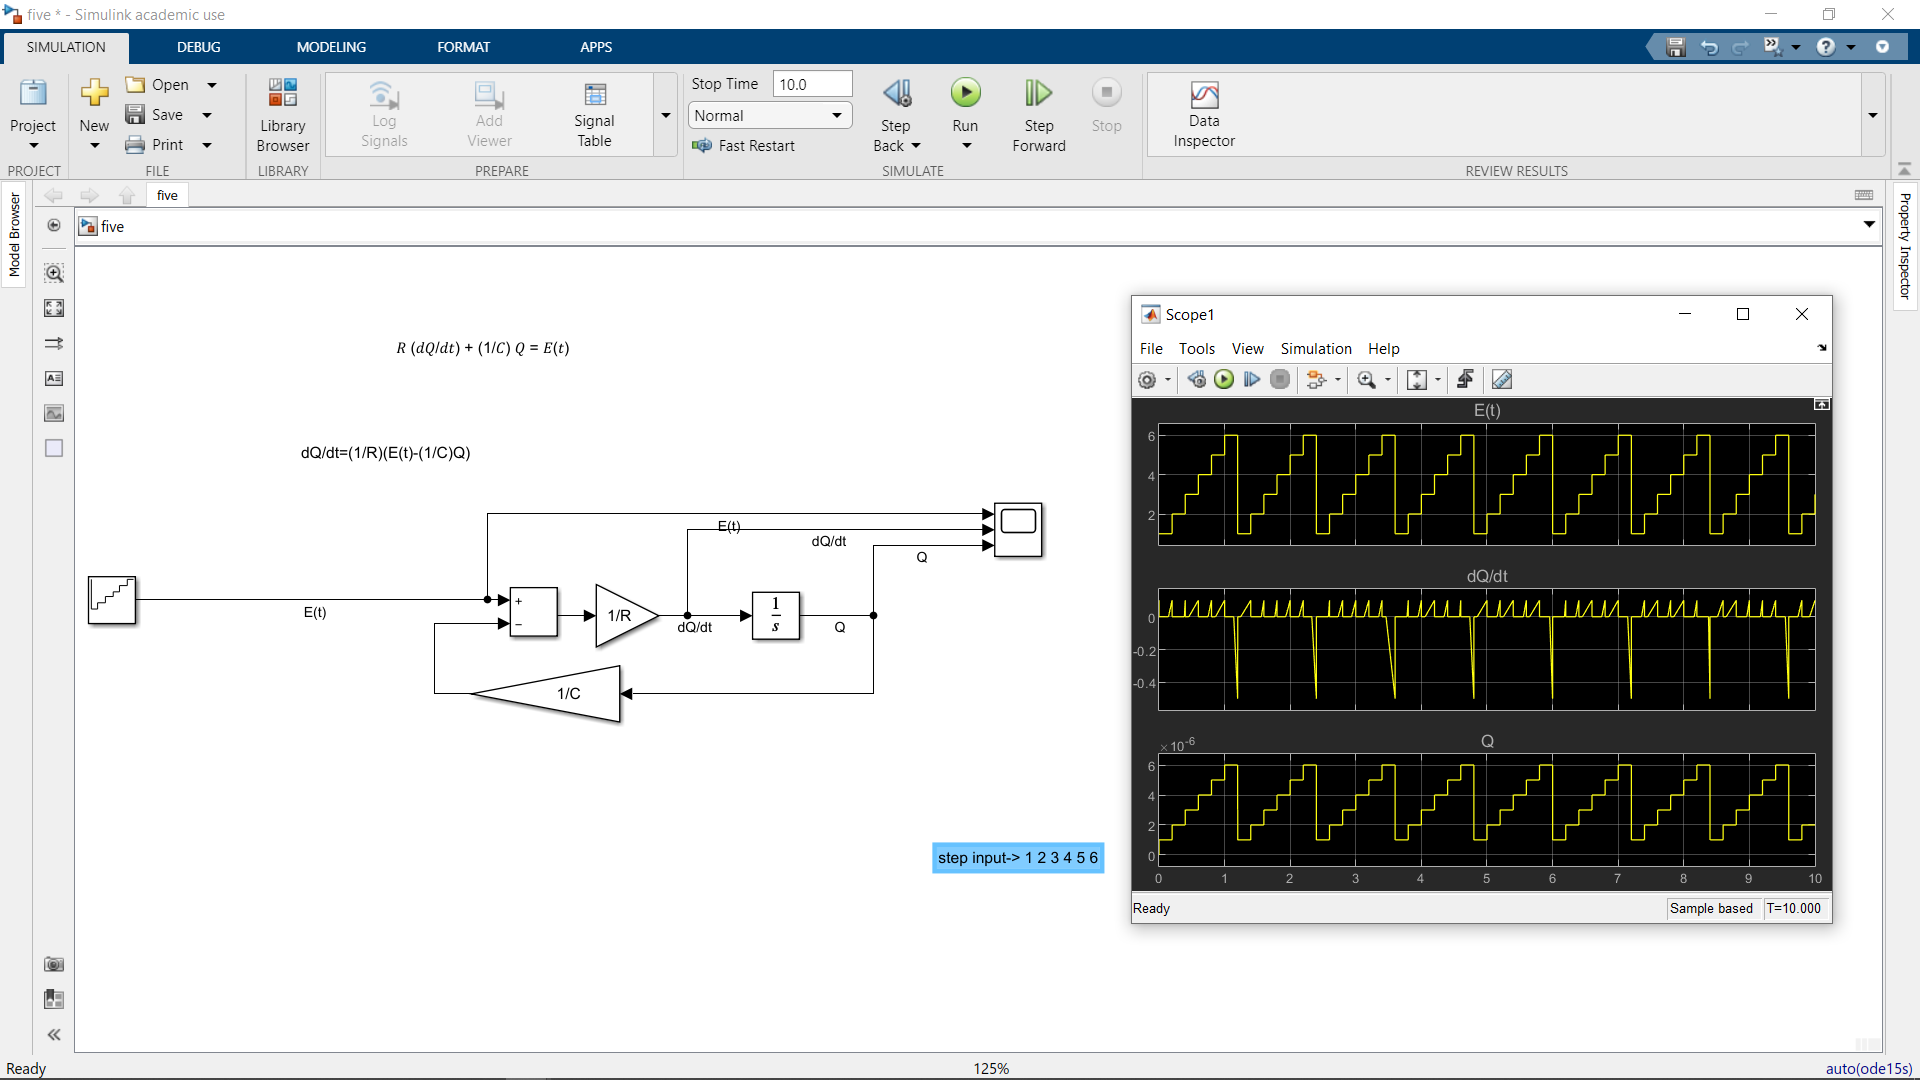 five * - Simulink academic use
SIMULATION DEBUG MODELING FORMAT APPS
Project
New
Open
Save
Print
Library Browser
Log Signals
Add Viewer
Signal Table
Stop Time 10.0
Normal
Fast Restart
Step Back
Run
Step Forward
Stop
Data Inspector
PROJECT FILE LIBRARY PREPARE SIMULATE REVIEW RESULTS
Model Browser
five
five
Property Inspector
R (dQ/dt) + (1/C) Q = E(t)
dQ/dt=(1/R)(E(t)-(1/C)Q)
E(t)
dQ/dt
Q
E(t)
+
−
1/R
dQ/dt
1
s
Q
1/C
step input-> 1 2 3 4 5 6
Scope1
File Tools View Simulation Help
E(t)
6
4
2
dQ/dt
0
-0.2
-0.4
×10-6
Q
6
4
2
0
0 1 2 3 4 5 6 7 8 9 10
Ready Sample based T=10.000
Ready 125% auto(ode15s)